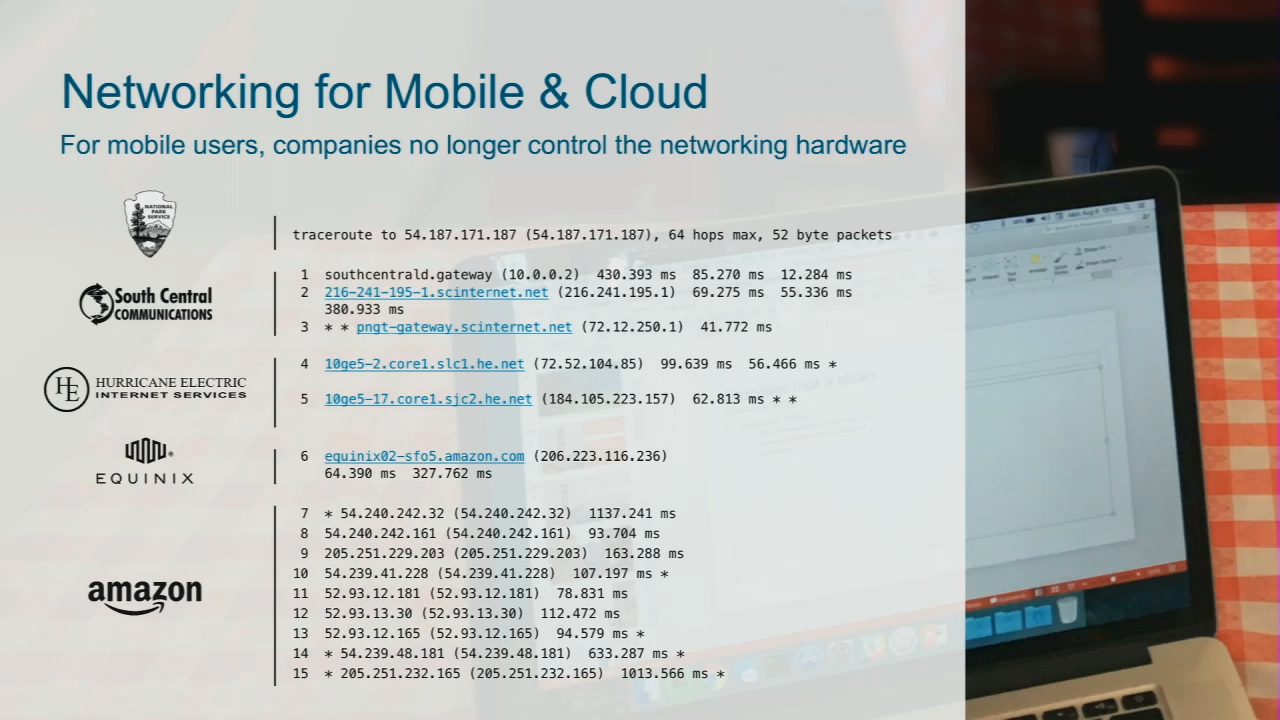 Networking for Mobile & Cloud
For mobile users, companies no longer control the networking hardware
NATIONAL
PARK
SERVICE
traceroute to 54.187.171.187 (54.187.171.187), 64 hops max, 52 byte packets
South Central
COMMUNICATIONS
1 southcentrald.gateway (10.0.0.2) 430.393 ms 85.270 ms 12.284 ms
2 216-241-195-1.scinternet.net (216.241.195.1) 69.275 ms 55.336 ms
380.933 ms
3 * * pngt-gateway.scinternet.net (72.12.250.1) 41.772 ms
HE
HURRICANE ELECTRIC
INTERNET SERVICES
4 10ge5-2.core1.slc1.he.net (72.52.104.85) 99.639 ms 56.466 ms *
5 10ge5-17.core1.sjc2.he.net (184.105.223.157) 62.813 ms * *
EQUINIX
6 equinix02-sfo5.amazon.com (206.223.116.236)
64.390 ms 327.762 ms
amazon
7 * 54.240.242.32 (54.240.242.32) 1137.241 ms
8 54.240.242.161 (54.240.242.161) 93.704 ms
9 205.251.229.203 (205.251.229.203) 163.288 ms
10 54.239.41.228 (54.239.41.228) 107.197 ms *
11 52.93.12.181 (52.93.12.181) 78.831 ms
12 52.93.13.30 (52.93.13.30) 112.472 ms
13 52.93.12.165 (52.93.12.165) 94.579 ms *
14 * 54.239.48.181 (54.239.48.181) 633.287 ms *
15 * 205.251.232.165 (205.251.232.165) 1013.566 ms *